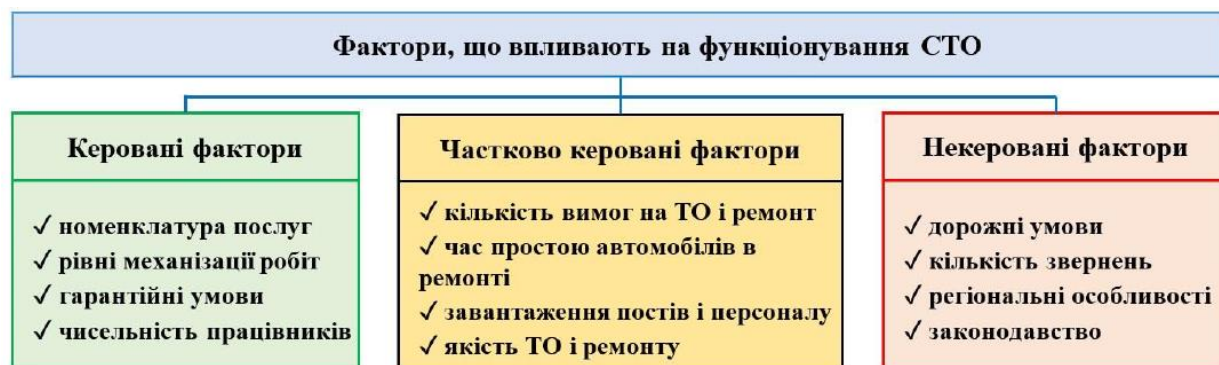 Фактори, що впливають на функціонування СТО
Керовані фактори
✓ номенклатура послуг
✓ рівні механізації робіт
✓ гарантійні умови
✓ чисельність працівників
Частково керовані фактори
✓ кількість вимог на ТО і ремонт
✓ час простою автомобілів в
ремонті
✓ завантаження постів і персоналу
✓ якість ТО і ремонту
Некеровані фактори
✓ дорожні умови
✓ кількість звернень
✓ регіональні особливості
✓ законодавство